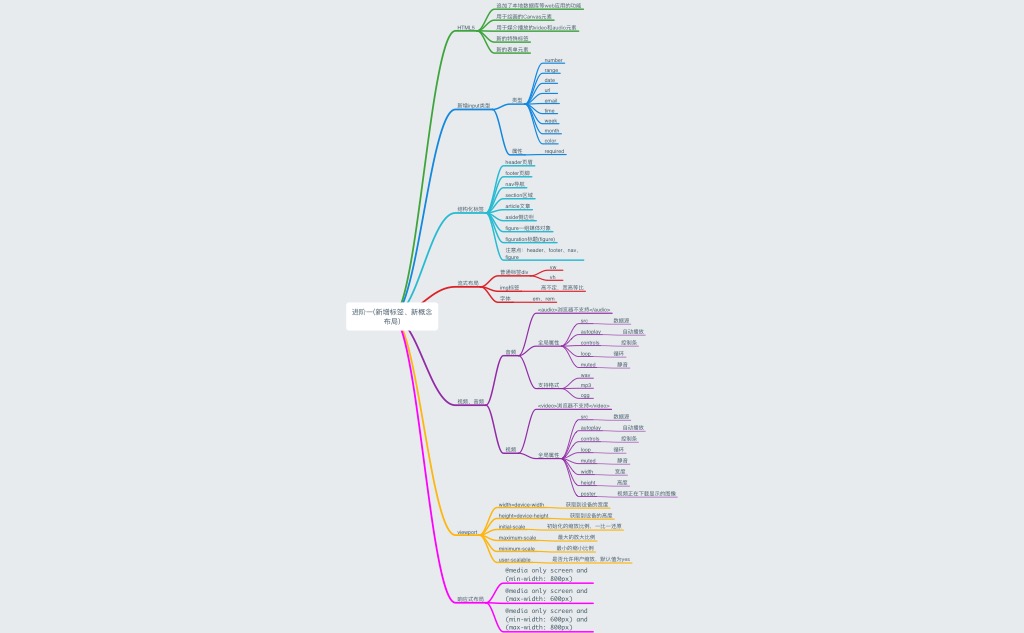 进阶一(新增标签、新概念
布局)
HTML5
追加了本地数据库等web应用的功能
用于绘画的Canvas元素
用于媒介播放的video和audio元素
新的特殊标签
新的表单元素
新增input类型
类型
number
range
date
url
email
time
week
month
color
属性
required
结构化标签
header页眉
footer页脚
nav导航
section区域
article文章
aside侧边栏
figure一组媒体对象
figuration标题(figure)
注意点：header、footer、nav、
figure
流式布局
普通标签div
vw
vh
img标签
高不定，宽高等比
字体
em、rem
视频、音频
音频
<audio>浏览器不支持</audio>
全局属性
src
数据源
autoplay
自动播放
controls
控制条
loop
循环
muted
静音
支持格式
wav
mp3
ogg
视频
<video>浏览器不支持</video>
全局属性
src
数据源
autoplay
自动播放
controls
控制条
loop
循环
muted
静音
width
宽度
height
高度
poster
视频正在下载显示的图像
viewport
width=device-width
获取到设备的宽度
height=device-height
获取到设备的高度
initial-scale
初始化的缩放比例，一比一还原
maximum-scale
最大的放大比例
minimum-scale
最小的缩小比例
user-scalable
是否允许用户缩放，默认值为yes
响应式布局
@media only screen and
(min-width: 800px)
@media only screen and
(max-width: 600px)
@media only screen and
(min-width: 600px) and
(max-width: 800px)